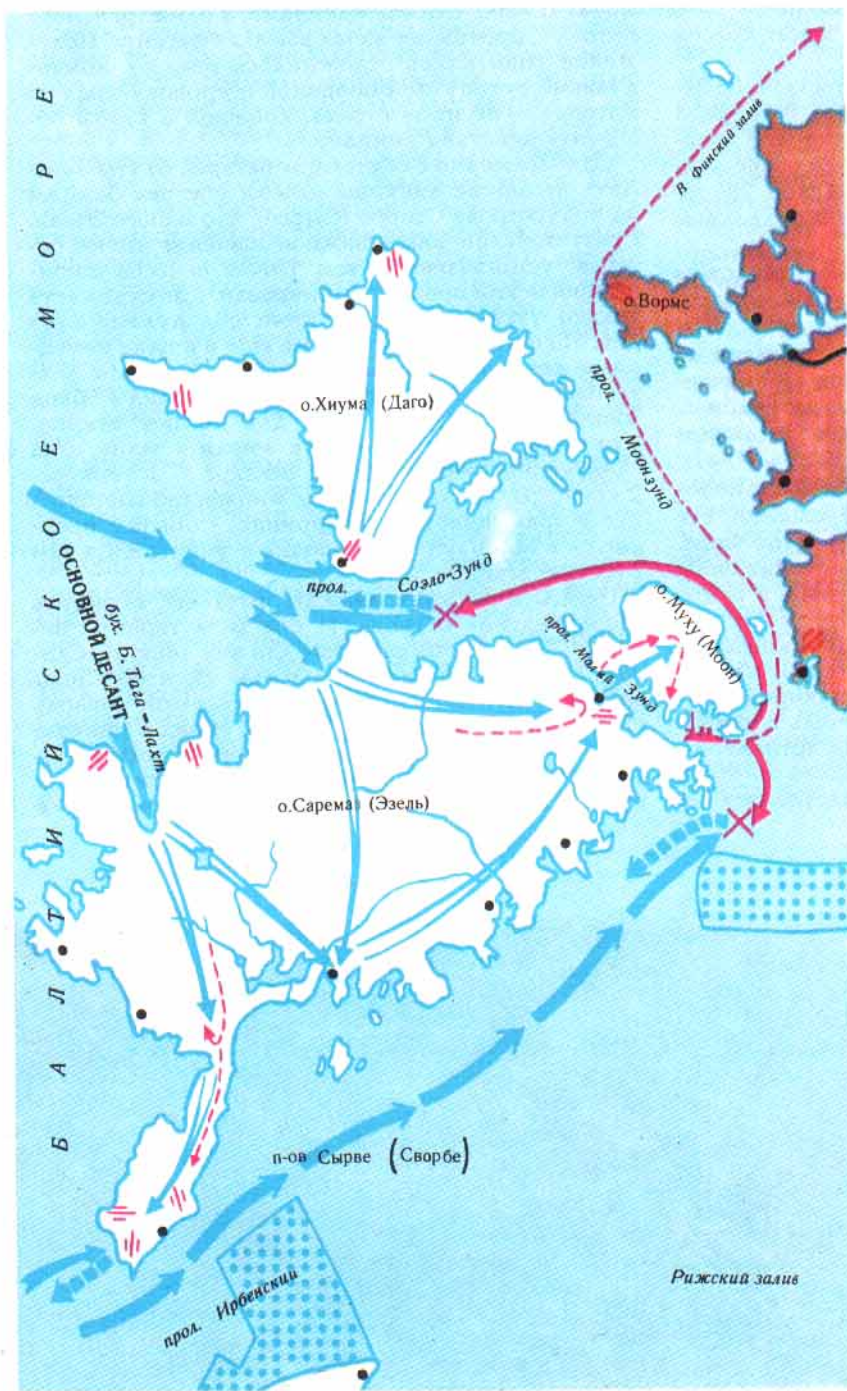 БАЛТИЙСКОЕ МОРЕ
В Финский залив
о.Вормс
прол. Моонзунд
о.Хиума (Даго)
прол. Соэло-Зунд
ОСНОВНОЙ ДЕСАНТ
бух. Б. Тага-Лахт
о.Муху (Моон)
прол. Малый Зунд
о.Сарема (Эзель)
п-ов Сырве (Сворбе)
прол. Ирбенский
Рижский залив